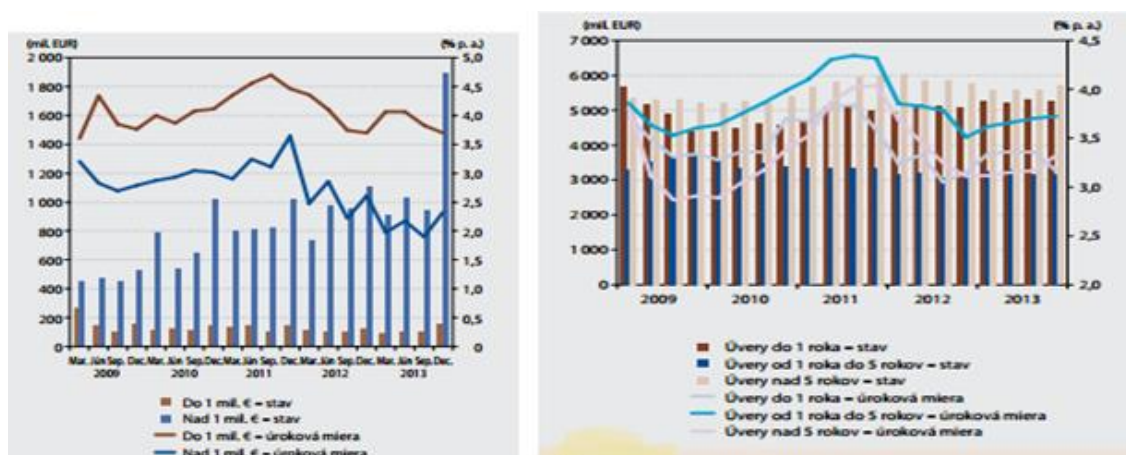 (mil. EUR) (% p. a.)
2 000 5,0
1 800 4,5
1 600 4,0
1 400 3,5
1 200 3,0
1 000 2,5
800 2,0
600 1,5
400 1,0
200 0,5
0 0
Mar. Jún Sep. Dec. Mar. Jún Sep. Dec. Mar. Jún Sep. Dec. Mar. Jún Sep. Dec. Mar. Jún Sep. Dec.
2009 2010 2011 2012 2013
Do 1 mil. € – stav
Nad 1 mil. € – stav
Do 1 mil. € – úroková miera
Nad 1 mil. € – úroková miera
(mil. EUR) (% p. a.)
7 000 4,5
6 000 4,0
5 000
4 000 3,5
3 000 3,0
2 000
1 000 2,5
0 2,0
2009 2010 2011 2012 2013
Úvery do 1 roka – stav
Úvery od 1 roka do 5 rokov – stav
Úvery nad 5 rokov – stav
Úvery do 1 roka – úroková miera
Úvery od 1 roka do 5 rokov – úroková miera
Úvery nad 5 rokov – úroková miera